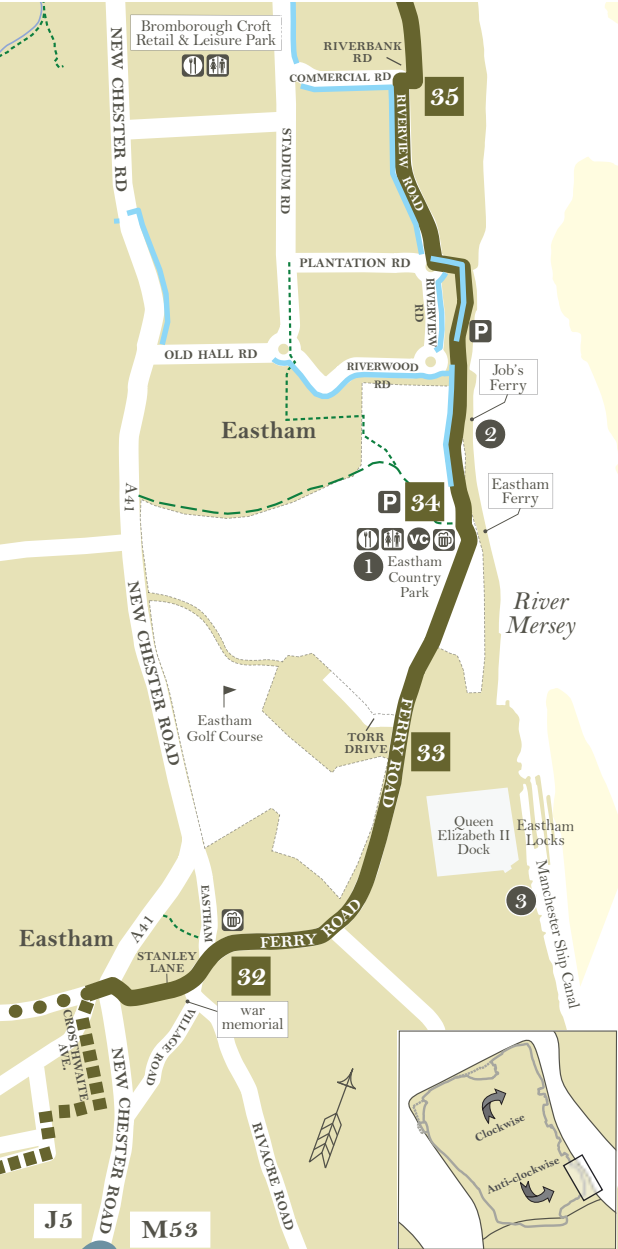 Bromborough Croft
Retail & Leisure Park
NEW CHESTER RD
RIVERBANK
RD
COMMERCIAL RD
35
RIVERVIEW ROAD
STADIUM RD
PLANTATION RD
RIVERVIEW
RD
P
OLD HALL RD
RIVERWOOD
RD
Job's
Ferry
Eastham
2
A41
P
34
Eastham
Ferry
VC
1
Eastham
Country
Park
River
Mersey
NEW CHESTER ROAD
Eastham
Golf Course
TORR
DRIVE
FERRY ROAD
33
Queen
Elizabeth II
Dock
Eastham
Locks
3
Manchester Ship Canal
EASTHAM
A41
Eastham
STANLEY
LANE
FERRY ROAD
32
war
memorial
CROSTHWAITE
AVE.
VILLAGE ROAD
NEW CHESTER ROAD
RIVACRE ROAD
Clockwise
Anti-clockwise
J5
M53